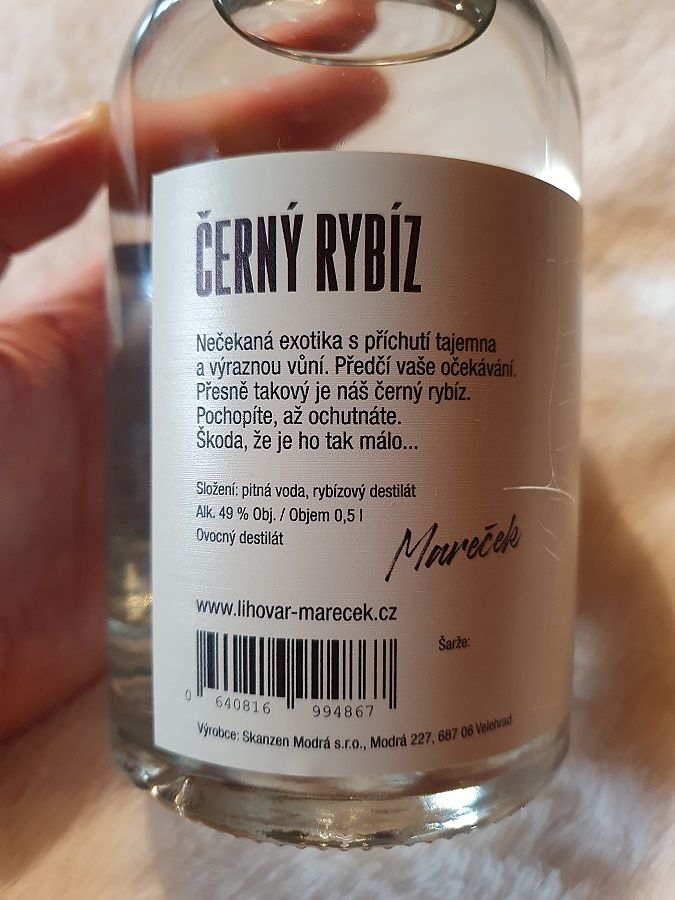 ČERNÝ RYBÍZ
Nečekaná exotika s příchutí tajemna
a výraznou vůní. Předčí vaše očekávání.
Přesně takový je náš černý rybíz.
Pochopíte, až ochutnáte.
Škoda, že je ho tak málo...
Složení: pitná voda, rybízový destilát
Alk. 49 % Obj. / Objem 0,5 l
Ovocný destilát
Mareček
www.lihovar-marecek.cz
Šarže:
0 640816 994867
Výrobce: Skanzen Modrá s.r.o., Modrá 227, 687 06 Velehrad